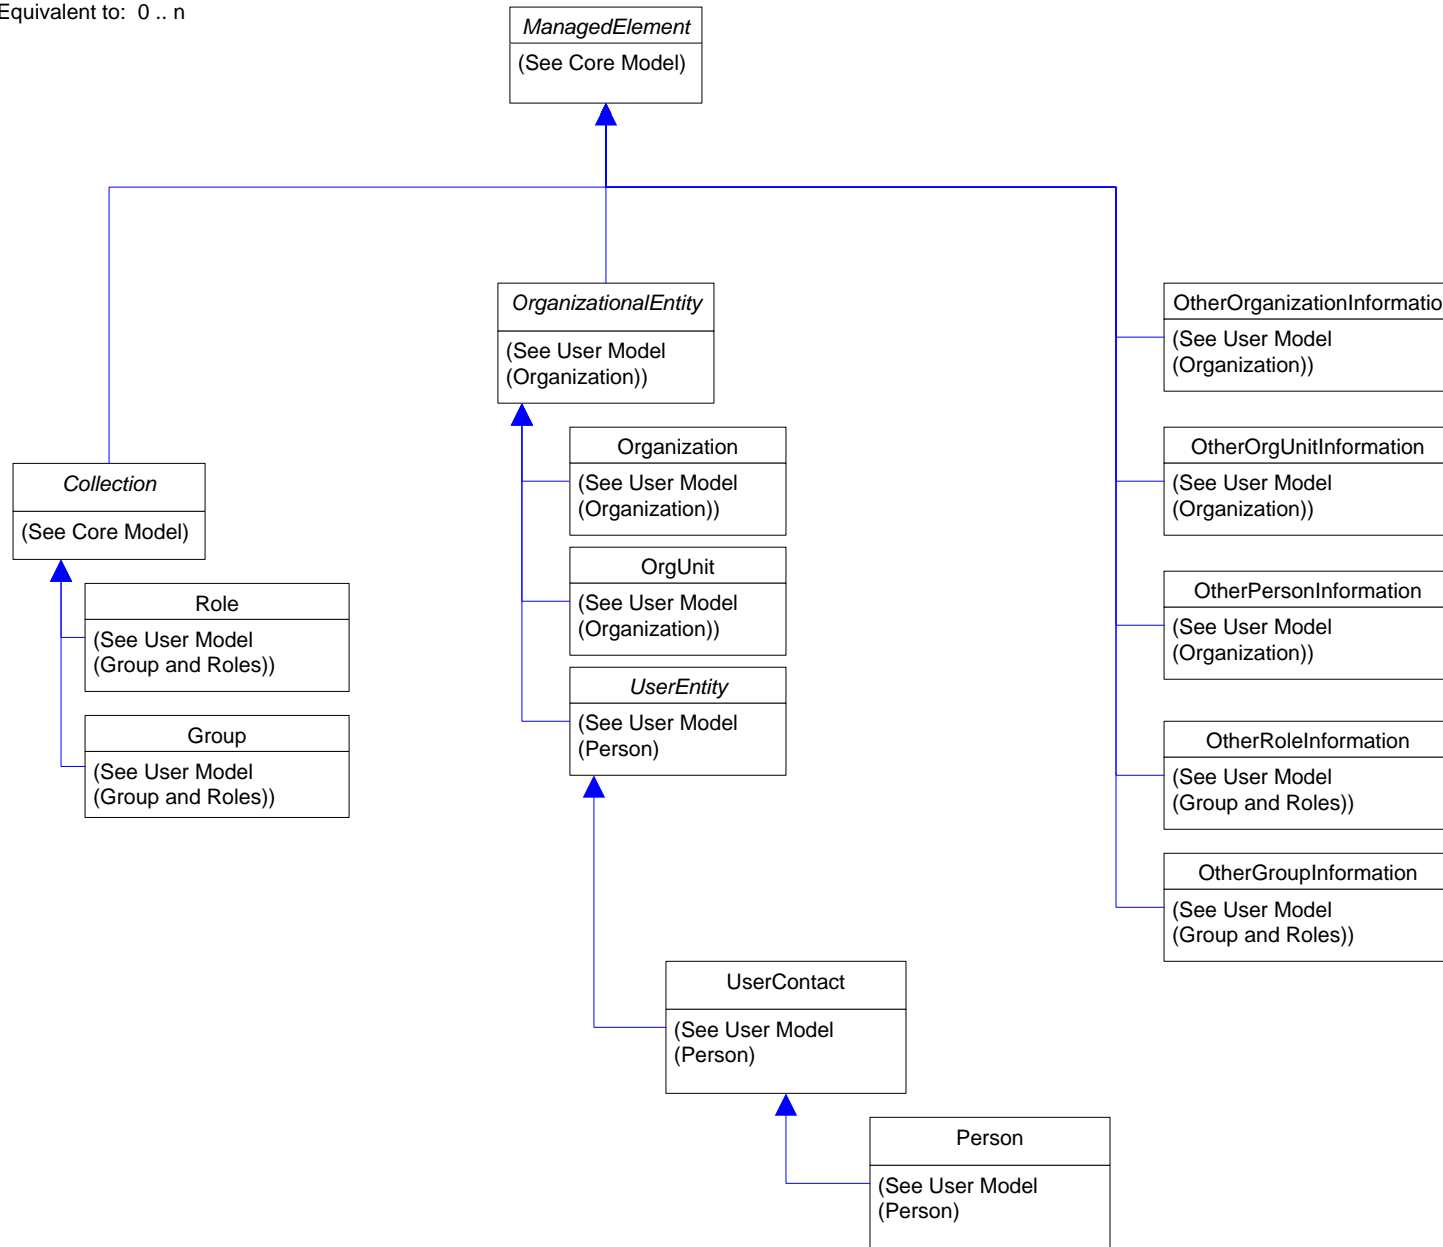 Equivalent to: 0 .. n
ManagedElement
(See Core Model)
OrganizationalEntity
(See User Model
(Organization))
Organization
(See User Model
(Organization))
OrgUnit
(See User Model
(Organization))
UserEntity
(See User Model
(Person)
Collection
(See Core Model)
Role
(See User Model
(Group and Roles))
Group
(See User Model
(Group and Roles))
OtherOrganizationInformatio
(See User Model
(Organization))
OtherOrgUnitInformation
(See User Model
(Organization))
OtherPersonInformation
(See User Model
(Organization))
OtherRoleInformation
(See User Model
(Group and Roles))
OtherGroupInformation
(See User Model
(Group and Roles))
UserContact
(See User Model
(Person)
Person
(See User Model
(Person)